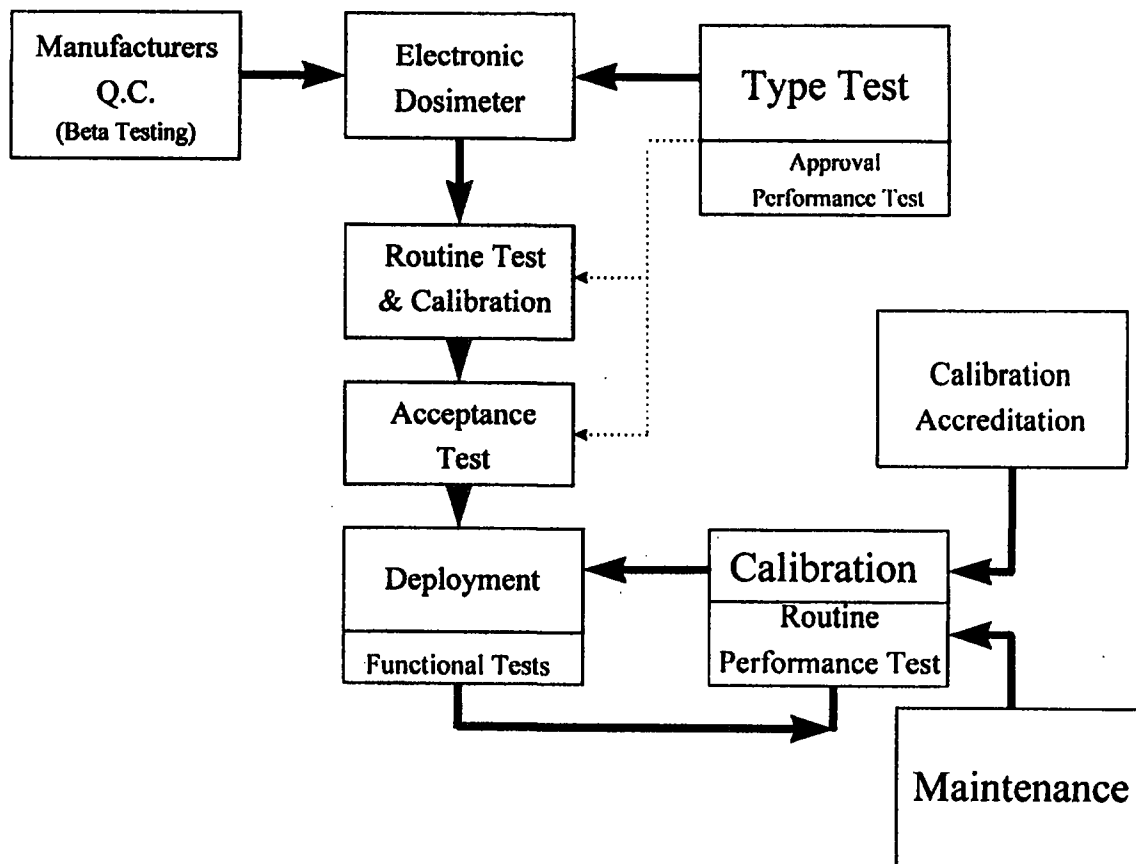 Manufacturers
Q.C.
(Beta Testing)
Electronic
Dosimeter
Type Test
Approval
Performance Test
Routine Test
& Calibration
Acceptance
Test
Calibration
Accreditation
Deployment
Functional Tests
Calibration
Routine
Performance Test
Maintenance